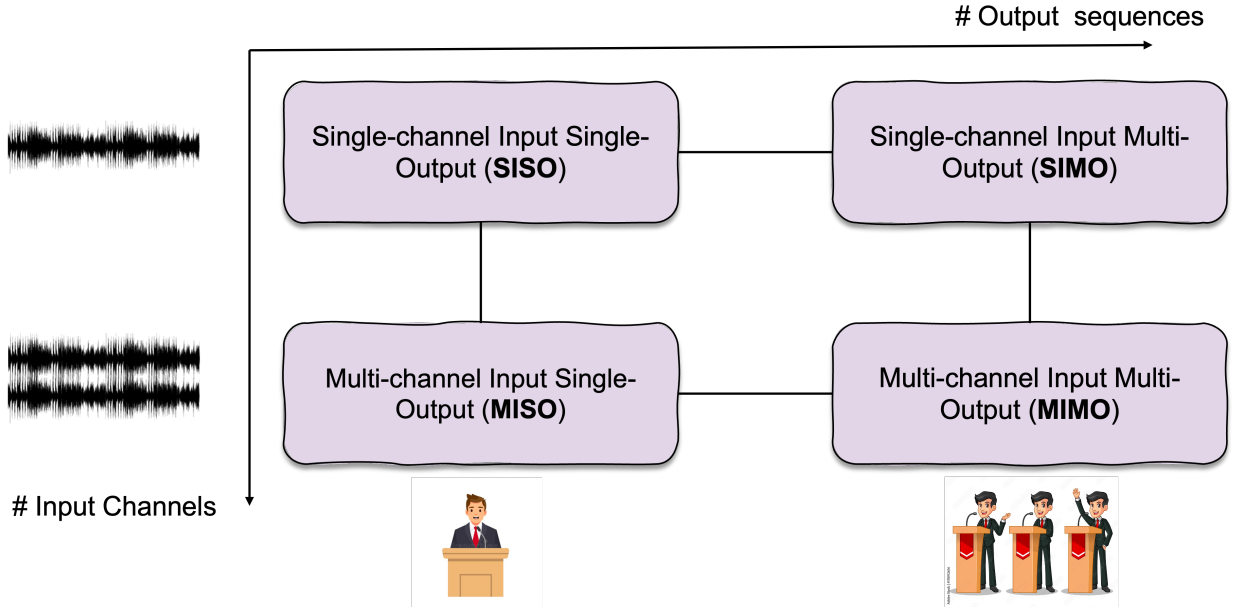 # Output sequences
Single-channel Input Single-
Output (SISO)
Single-channel Input Multi-
Output (SIMO)
Multi-channel Input Single-
Output (MISO)
Multi-channel Input Multi-
Output (MIMO)
# Input Channels